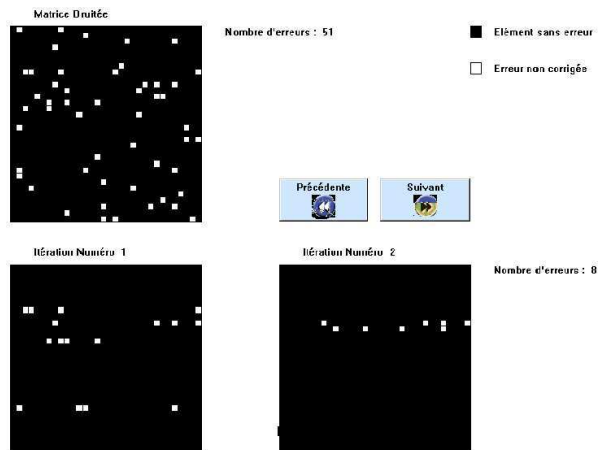 Matrice Bruitée
Nombre d'erreurs : 51
Elément sans erreur
Erreur non corrigée
Précédente
Suivant
Itération Numéro 1
Itération Numéro 2
Nombre d'erreurs : 8